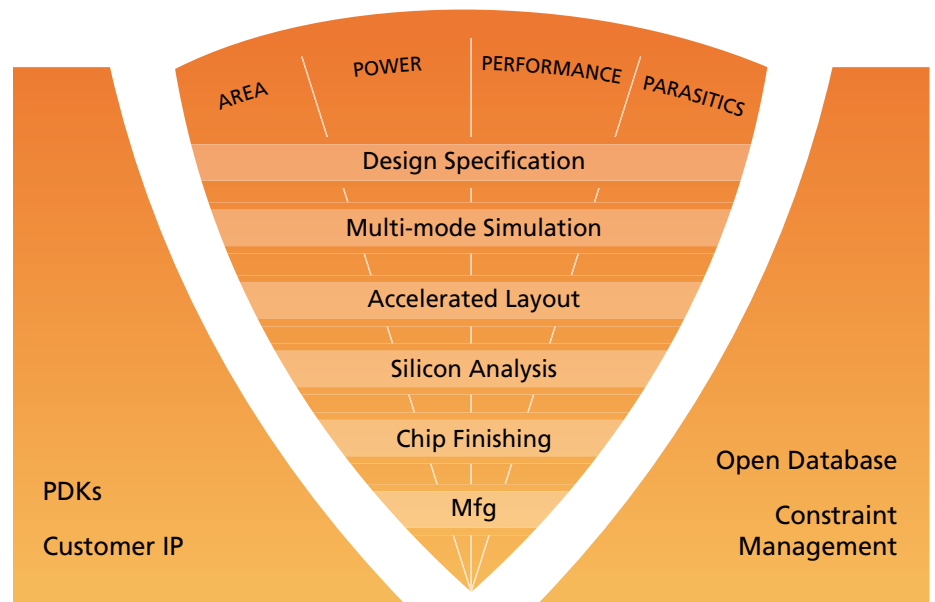 AREA
POWER
PERFORMANCE
PARASITICS
Design Specification
Multi-mode Simulation
Accelerated Layout
Silicon Analysis
Chip Finishing
Mfg
PDKs
Customer IP
Open Database
Constraint
Management